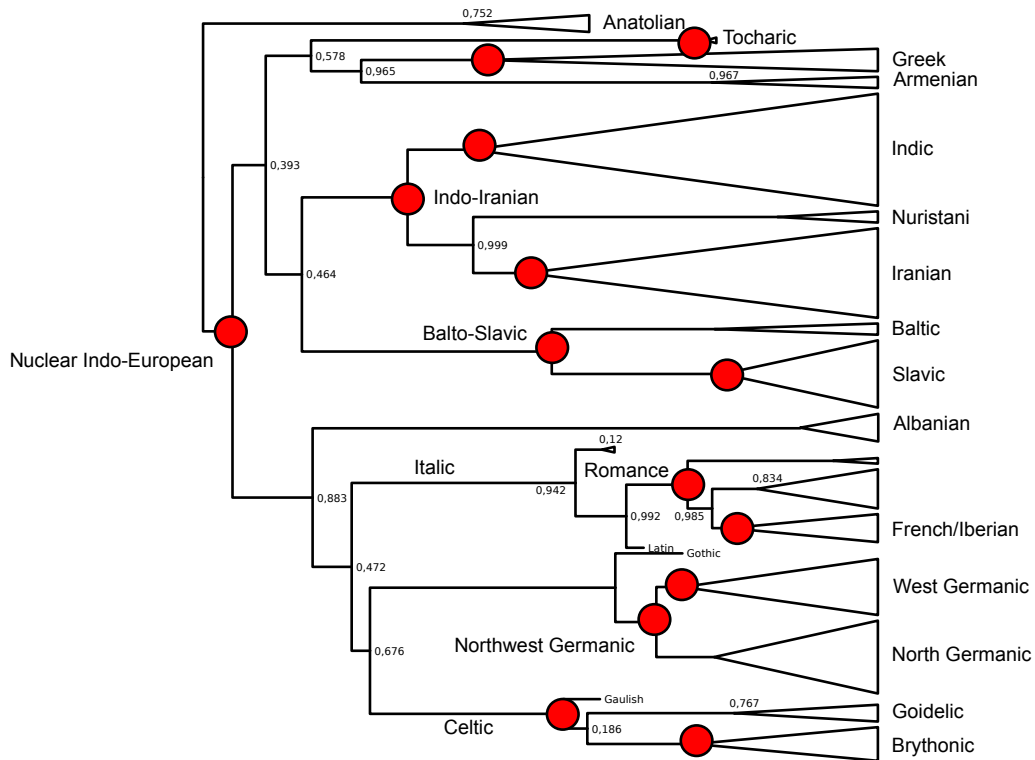 0,752
Anatolian
Tocharic
0,578
Greek
0,965
0,967
Armenian
Indic
0,393
Indo-Iranian
Nuristani
0,999
0,464
Iranian
Balto-Slavic
Baltic
Nuclear Indo-European
Slavic
Albanian
0,12
Italic
Romance
0,834
0,942
0,883
0,992
0,985
French/Iberian
Latin
Gothic
0,472
West Germanic
Northwest Germanic
0,676
North Germanic
Gaulish
0,767
Goidelic
Celtic
0,186
Brythonic